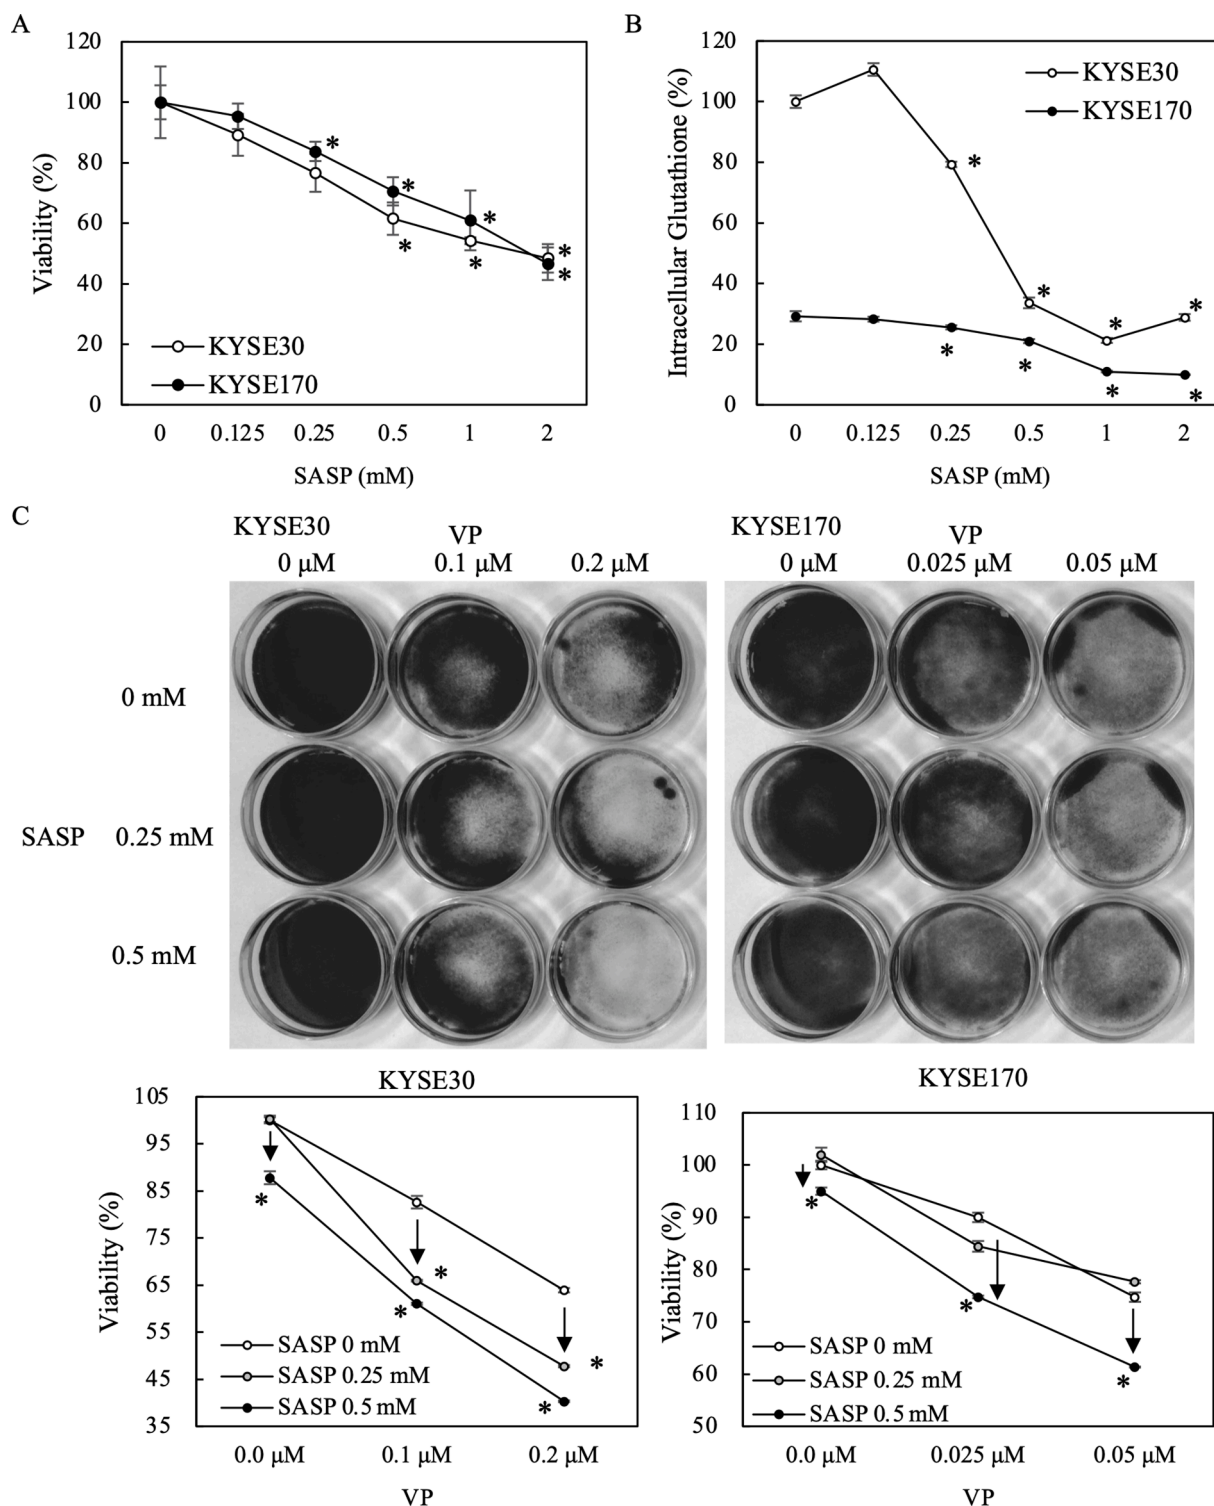 A
120
100
80
60
40
20
0
Viability (%)
* * * * * * * *
KYSE30
KYSE170
0 0.125 0.25 0.5 1 2
SASP (mM)
B
120
100
80
60
40
20
0
Intracellular Glutathione (%)
KYSE30
KYSE170
* * * * * * * *
0 0.125 0.25 0.5 1 2
SASP (mM)
C
KYSE30
VP
0 μM 0.1 μM 0.2 μM
KYSE170
VP
0 μM 0.025 μM 0.05 μM
0 mM
SASP 0.25 mM
0.5 mM
KYSE30
105
95
85
75
65
55
45
35
Viability (%)
* * * * *
SASP 0 mM
SASP 0.25 mM
SASP 0.5 mM
0.0 μM 0.1 μM 0.2 μM
VP
KYSE170
110
100
90
80
70
60
50
Viability (%)
* * *
SASP 0 mM
SASP 0.25 mM
SASP 0.5 mM
0.0 μM 0.025 μM 0.05 μM
VP